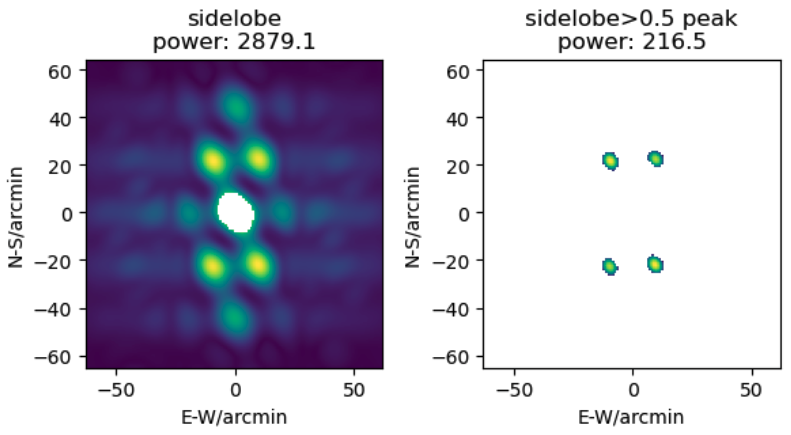 sidelobe
power: 2879.1
60
40
20
0
−20
−40
−60
N-S/arcmin
−50
0
50
E-W/arcmin
sidelobe>0.5 peak
power: 216.5
60
40
20
0
−20
−40
−60
N-S/arcmin
−50
0
50
E-W/arcmin